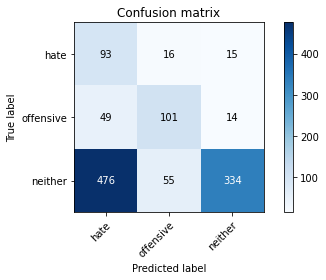 Confusion matrix
hate 93 16 15
offensive 49 101 14
neither 476 55 334
hate offensive neither
Predicted label
True label
400
300
200
100